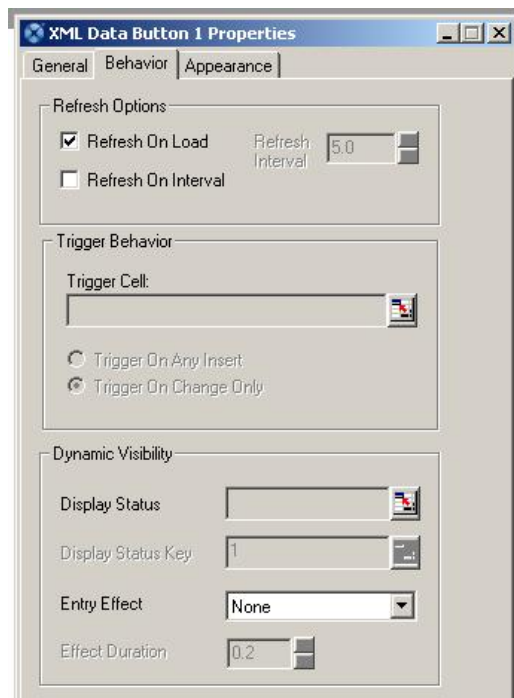 XML Data Button 1 Properties
General Behavior Appearance
Refresh Options
Refresh On Load
Refresh Interval
5.0
Refresh On Interval
Trigger Behavior
Trigger Cell:
Trigger On Any Insert
Trigger On Change Only
Dynamic Visibility
Display Status
Display Status Key 1
Entry Effect None
Effect Duration 0.2